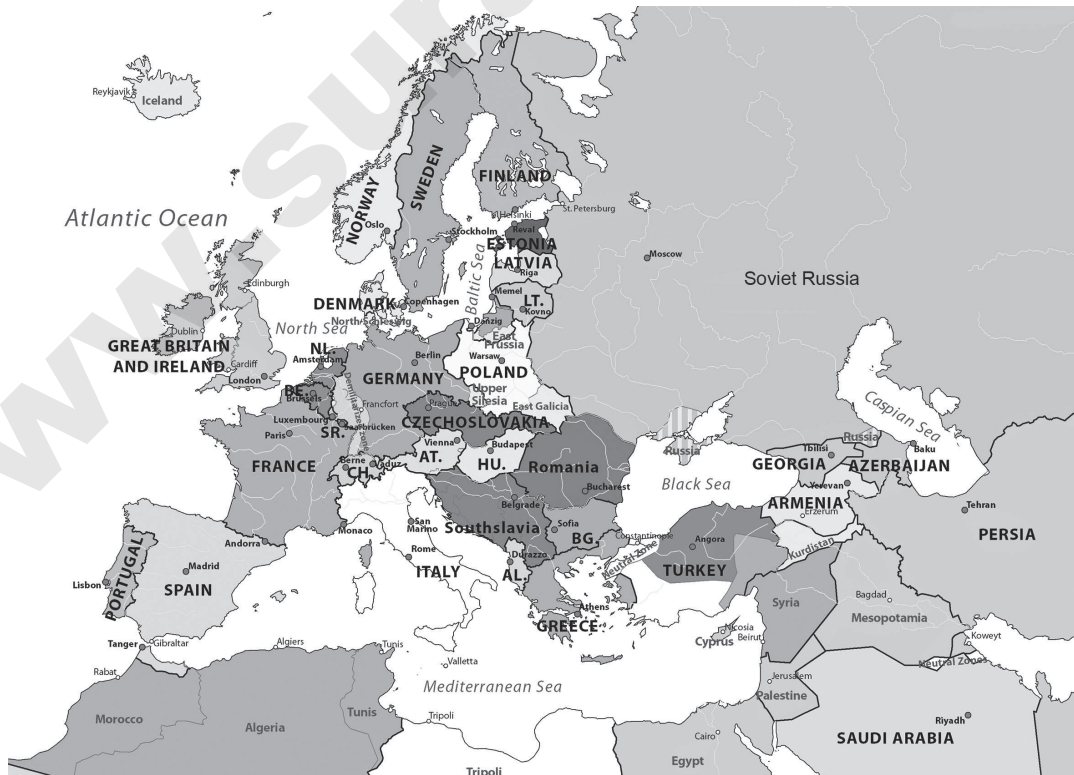 www.sura
Reykjavik
Iceland
Atlantic Ocean
NORWAY
Oslo
SWEDEN
Stockholm
FINLAND
Helsinki
St. Petersburg
Reval
ESTONIA
LATVIA
Riga
Baltic Sea
Memel
LT.
Kovno
Moscow
Soviet Russia
Edinburgh
North Sea
DENMARK
Copenhagen
North Schleswig
Danzig
East
Prussia
Dublin
GREAT BRITAIN
AND IRELAND
Cardiff
London
NL.
Amsterdam
Berlin
GERMANY
Warsaw
POLAND
BE.
Brussels
Demilitarized zone
Francfort
Prague
Upper
Silesia
East Galicia
Luxembourg
SR.
Saarbrücken
CZECHOSLOVAKIA
Paris
FRANCE
Vienna
AT.
Budapest
HU.
Berne
CH.
Vaduz
Romania
Bucharest
Russia
Black Sea
Caspian Sea
Russia
Tbilisi
GEORGIA
Baku
AZERBAIJAN
Yerevan
ARMENIA
Erzerum
Tehran
PERSIA
Belgrade
Southslavia
Sofia
BG.
Constantinople
Neutral Zone
Angora
TURKEY
Kurdistan
Monaco
San
Marino
Andorra
Rome
ITALY
Durazzo
AL.
Athens
GREECE
PORTUGAL
Lisbon
Madrid
SPAIN
Tanger
Gibraltar
Rabat
Morocco
Algiers
Algeria
Tunis
Tunis
Valletta
Mediterranean Sea
Tripoli
Tripoli
Nicosia
Cyprus
Beirut
Syria
Bagdad
Mesopotamia
Koweyt
Neutral Zones
Jerusalem
Palestine
Cairo
Egypt
Riyadh
SAUDI ARABIA